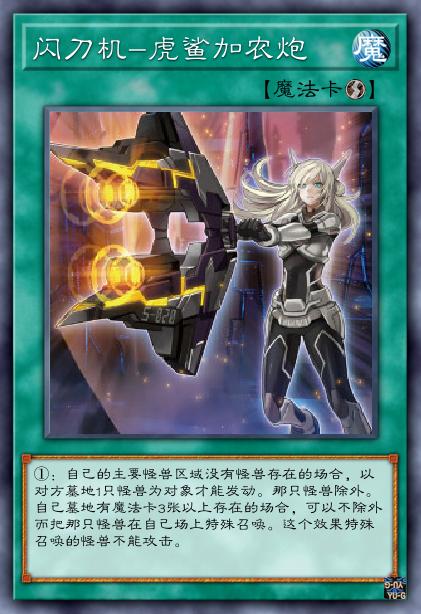 闪刀机-虎鲨加农炮
魔
【魔法卡】
S-020
①：自己的主要怪兽区域没有怪兽存在的场合，以
对方墓地1只怪兽为对象才能发动。那只怪兽除外。
自己墓地有魔法卡3张以上存在的场合，可以不除外
而把那只怪兽在自己场上特殊召唤。这个效果特殊
召唤的怪兽不能攻击。
YU-G